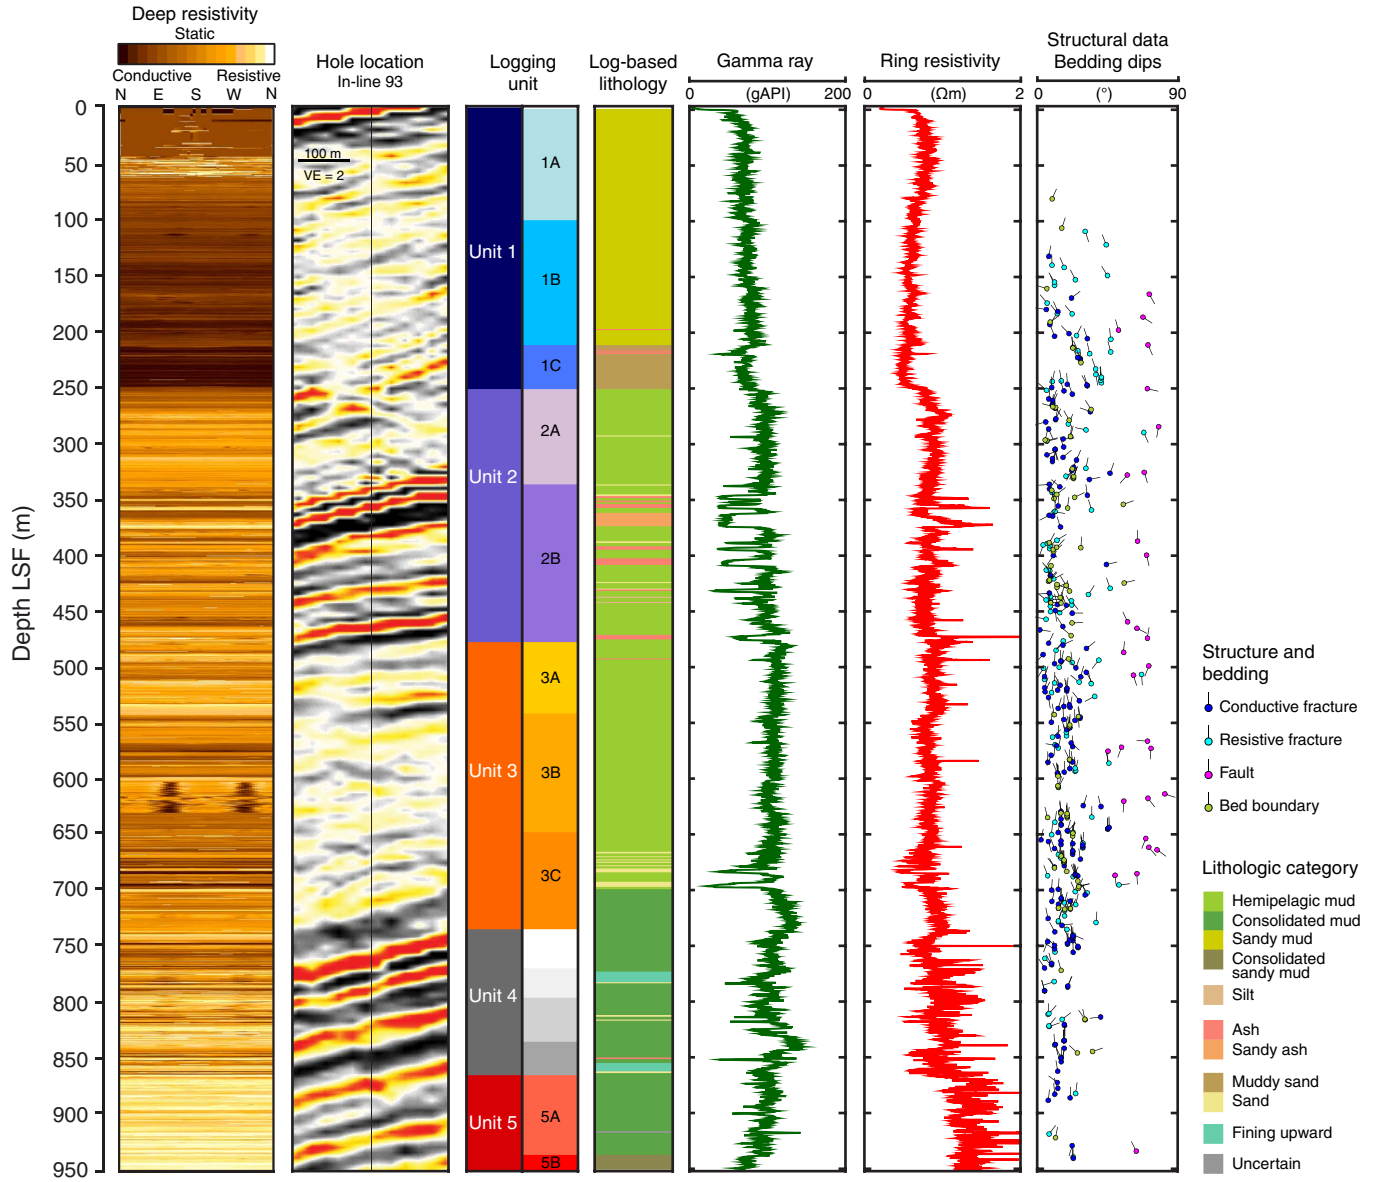 Deep resistivity
Static
Conductive Resistive
N E S W N
Hole location
In-line 93
Logging
unit
Log-based
lithology
Gamma ray
0 (gAPI) 200
Ring resistivity
0 (Ωm) 2
Structural data
Bedding dips
0 (°) 90
Depth LSF (m)
0
50
100
150
200
250
300
350
400
450
500
550
600
650
700
750
800
850
900
950
100 m
VE = 2
Unit 1
1A
1B
1C
Unit 2
2A
2B
Unit 3
3A
3B
3C
Unit 4
Unit 5
5A
5B
Structure and
bedding
Conductive fracture
Resistive fracture
Fault
Bed boundary
Lithologic category
Hemipelagic mud
Consolidated mud
Sandy mud
Consolidated
sandy mud
Silt
Ash
Sandy ash
Muddy sand
Sand
Fining upward
Uncertain